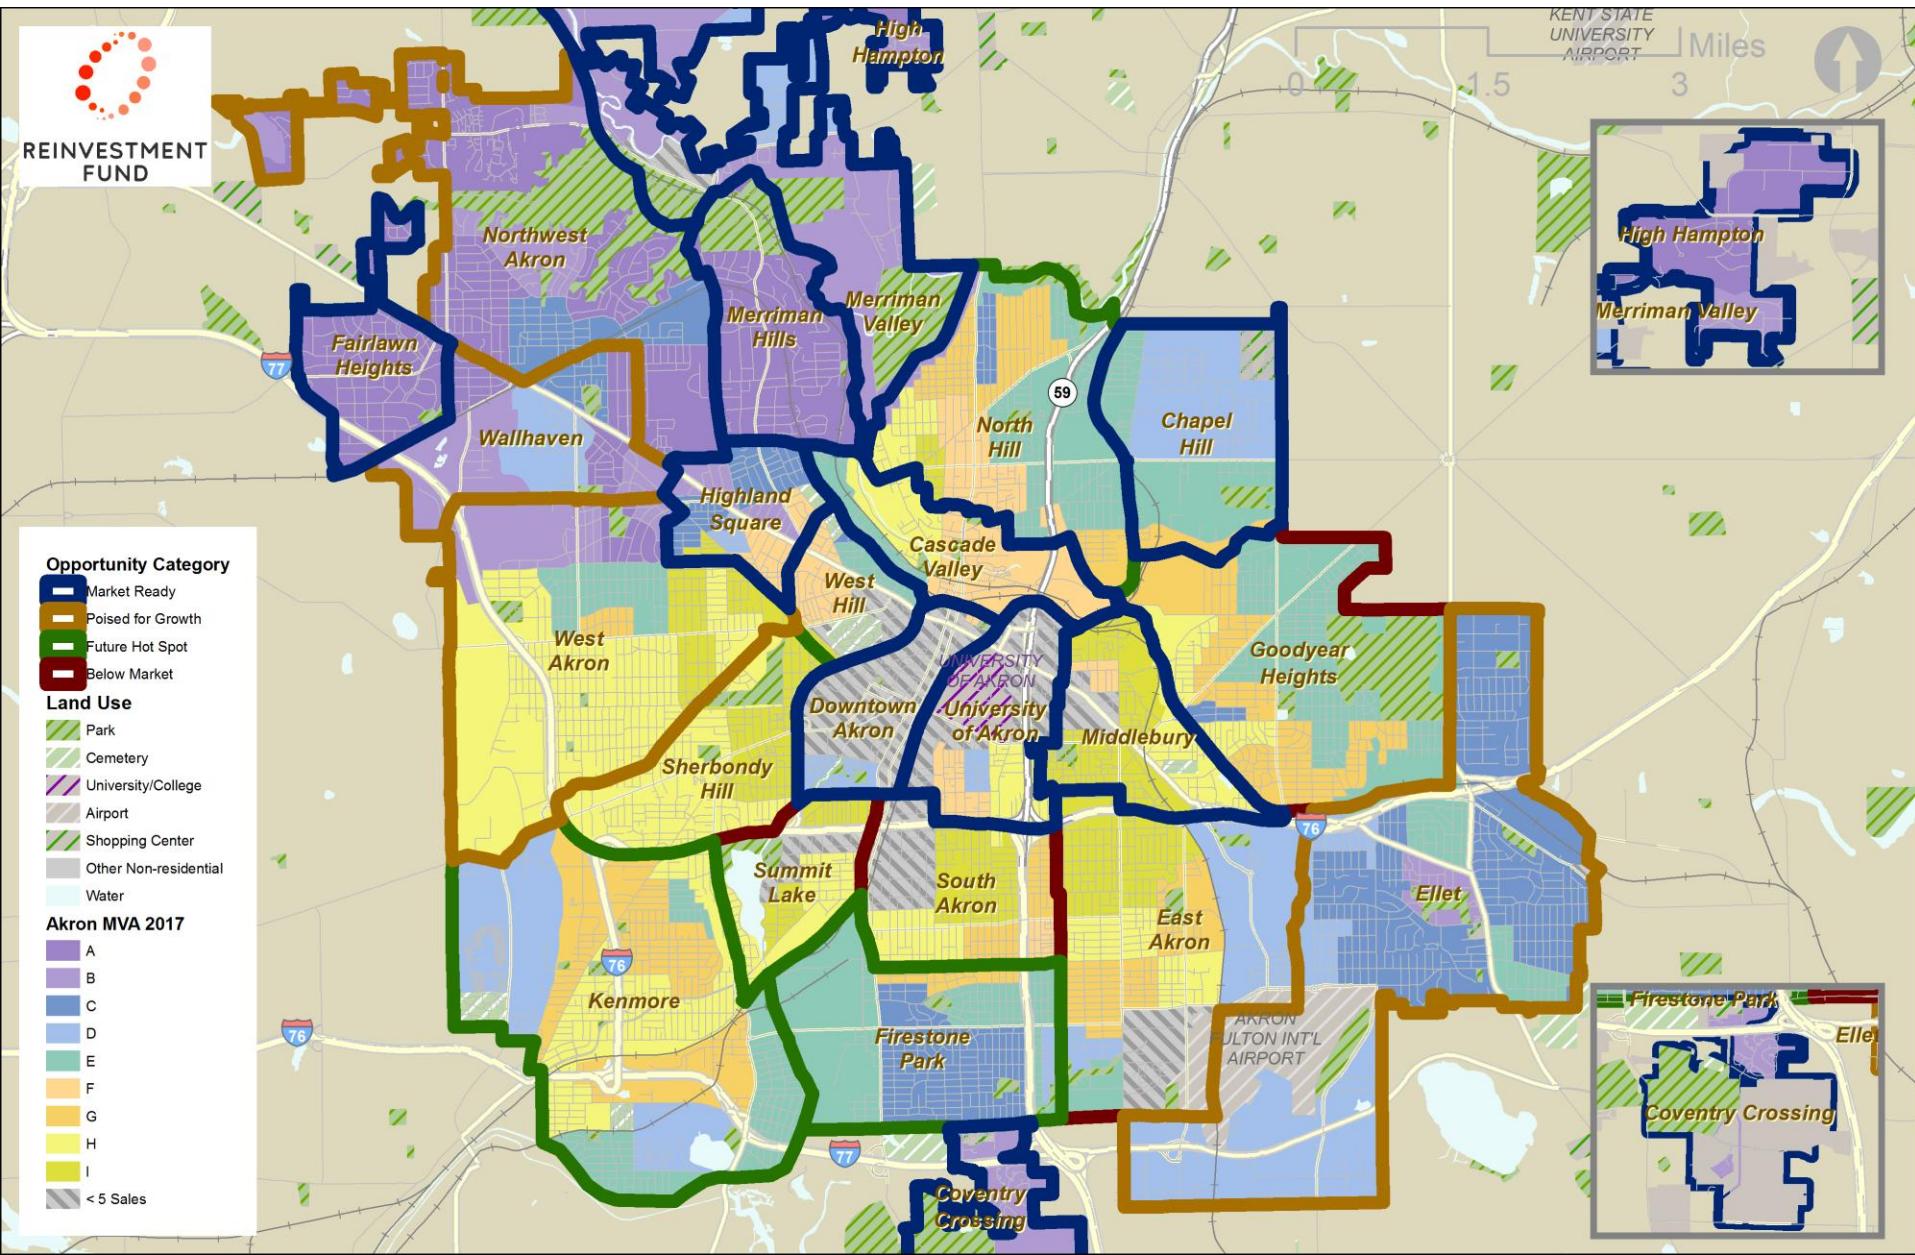 REINVESTMENT
FUND
KENT STATE
UNIVERSITY
AIRPORT
Miles
0
1.5
3
High
Hampton
Northwest
Akron
Merriman
Hills
Merriman
Valley
Fairlawn
Heights
77
59
Wallhaven
North
Hill
Chapel
Hill
Highland
Square
Cascade
Valley
West
Hill
West
Akron
Goodyear
Heights
UNIVERSITY
OF AKRON
Downtown
Akron
University
of Akron
Middlebury
Sherbondy
Hill
76
Summit
Lake
South
Akron
Ellet
East
Akron
76
Kenmore
76
Firestone
Park
AKRON
FULTON INT'L
AIRPORT
77
Coventry
Crossing
High Hampton
Merriman Valley
Firestone Park
Ellet
Coventry Crossing
Opportunity Category
Market Ready
Poised for Growth
Future Hot Spot
Below Market
Land Use
Park
Cemetery
University/College
Airport
Shopping Center
Other Non-residential
Water
Akron MVA 2017
A
B
C
D
E
F
G
H
I
< 5 Sales